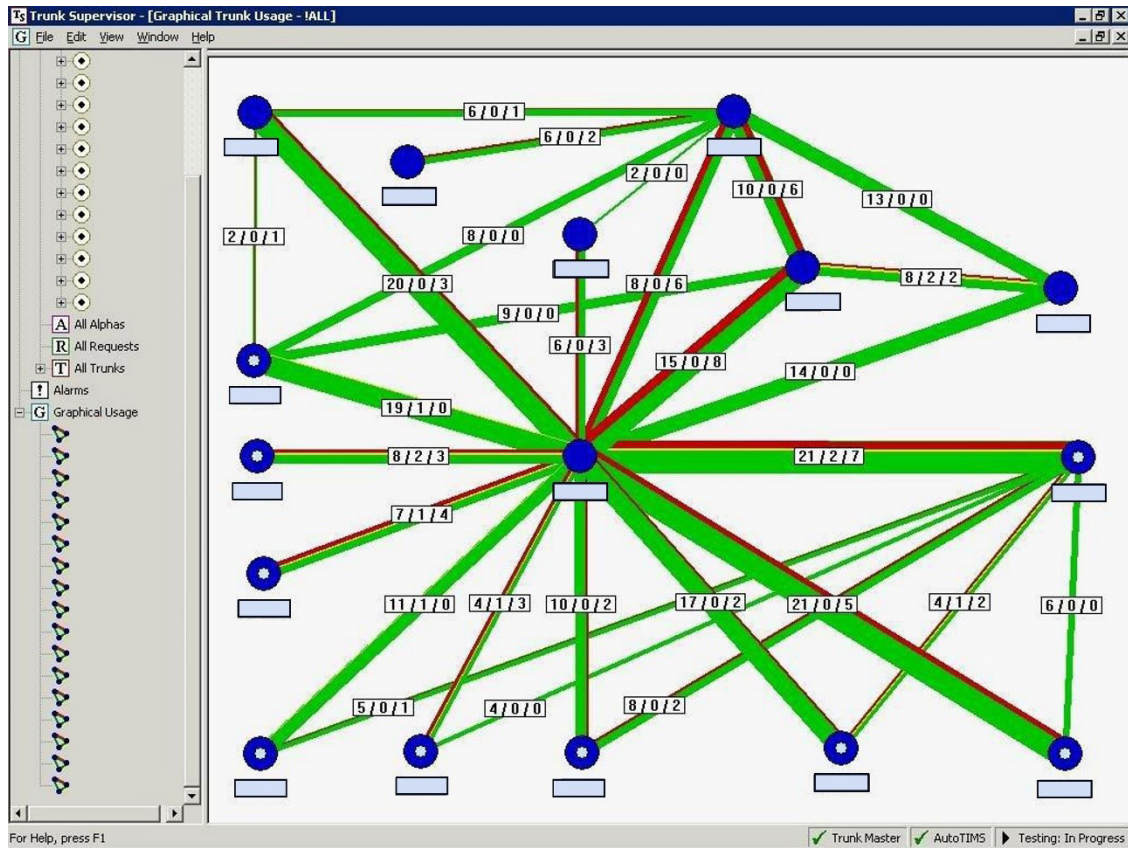 Ts Trunk Supervisor - [Graphical Trunk Usage - !ALL]
G File Edit View Window Help
A All Alphas
R All Requests
T All Trunks
! Alarms
G Graphical Usage
6 / 0 / 1
6 / 0 / 2
2 / 0 / 0
10 / 0 / 6
13 / 0 / 0
2 / 0 / 1
8 / 0 / 0
20 / 0 / 3
8 / 0 / 6
8 / 2 / 2
9 / 0 / 0
6 / 0 / 3
15 / 0 / 8
14 / 0 / 0
19 / 1 / 0
8 / 2 / 3
21 / 2 / 7
7 / 1 / 4
11 / 1 / 0
4 / 1 / 3
10 / 0 / 2
17 / 0 / 2
21 / 0 / 5
4 / 1 / 2
6 / 0 / 0
5 / 0 / 1
4 / 0 / 0
8 / 0 / 2
For Help, press F1
Trunk Master
AutoTIMS
Testing: In Progress